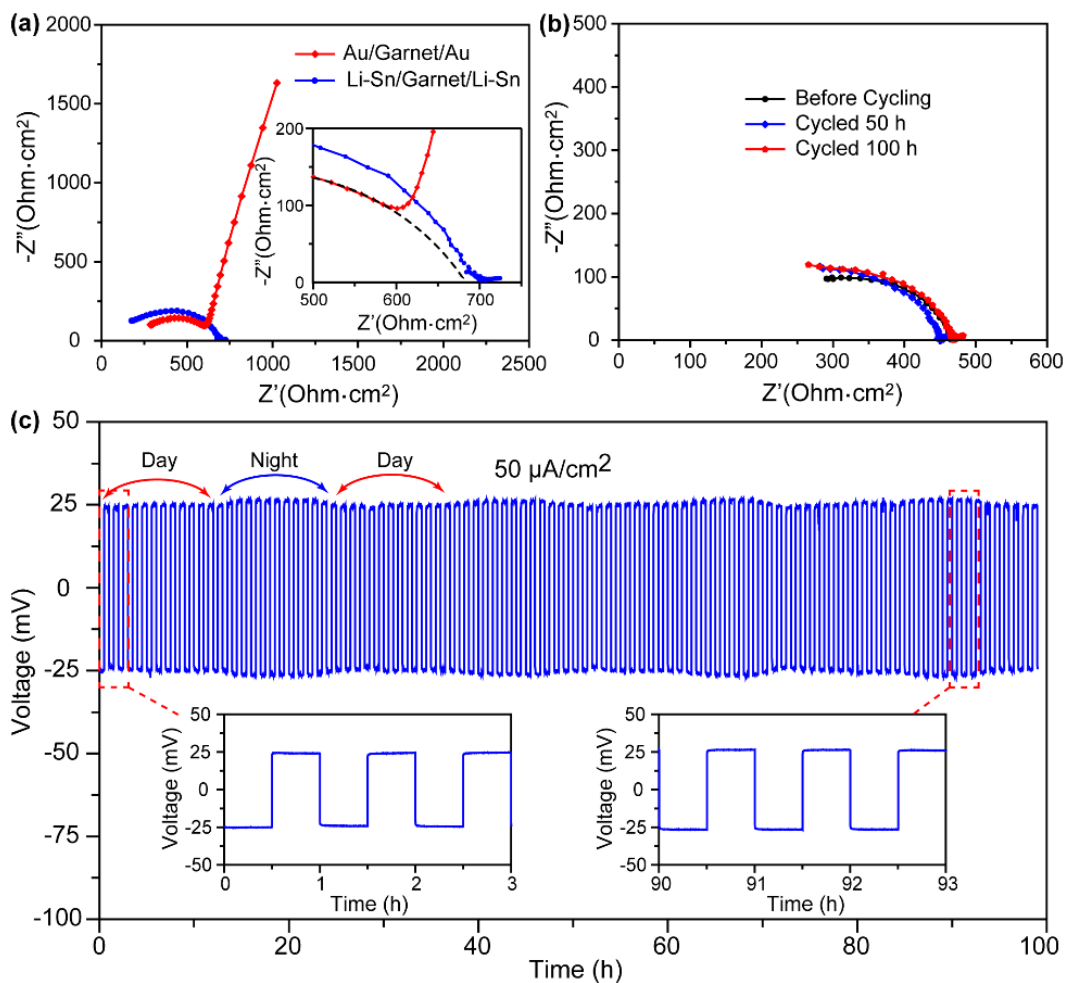 (a)
2000
1500
1000
500
0
-Z”(Ohm·cm²)
Au/Garnet/Au
Li-Sn/Garnet/Li-Sn
200
100
0
-Z”(Ohm·cm²)
500 600 700
Z’(Ohm·cm²)
0 500 1000 1500 2000 2500
Z’(Ohm·cm²)
(b)
500
400
300
200
100
0
-Z”(Ohm·cm²)
Before Cycling
Cycled 50 h
Cycled 100 h
0 100 200 300 400 500 600
Z’(Ohm·cm²)
(c)
50
25
0
-25
-50
-75
-100
Voltage (mV)
Day Night Day 50 µA/cm²
50
25
0
-25
-50
Voltage (mV)
0 1 2 3
Time (h)
50
25
0
-25
-50
Voltage (mV)
90 91 92 93
Time (h)
0 20 40 60 80 100
Time (h)